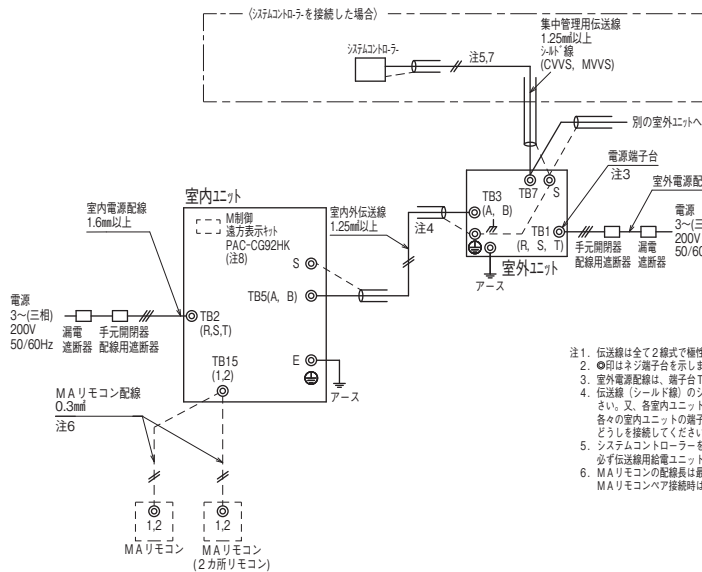 〈システムコントローラーを接続した場合〉
集中管理用伝送線
1.25㎟以上
シールド線
(CVVS, MVVS)
システムコントローラー
注5,7
別の室外ユニットへ
電源端子台
注3
室外電源配
TB7
S
TB3
(A, B)
TB1
(R, S, T)
室外ユニット
アース
手元開閉器
配線用遮断器
漏電
遮断器
電源
3〜(三
200V
50/60
室内外伝送線
1.25㎟以上
注4
室内ユニット
M制御
遠方表示キット
PAC-CG92HK
(注8)
S
TB5(A, B)
TB2
(R,S,T)
TB15
(1,2)
E
アース
室内電源配線
1.6㎜以上
電源
3〜(三相)
200V
50/60Hz
漏電
遮断器
手元開閉器
配線用遮断器
MAリモコン配線
0.3㎟
注6
1,2
MAリモコン
1,2
MAリモコン
(2カ所リモコン)
注1. 伝送線は全て2線式で極性
2. ◎印はネジ端子台を示しま
3. 室外電源配線は、端子台T
4. 伝送線（シールド線）のシ
さい。又、各室内ユニット
各々の室内ユニットの端子
どうしを接続してください
5. システムコントローラーを
必ず伝送線用給電ユニット
6. MAリモコンの配線長は最
MAリモコンペア接続時は